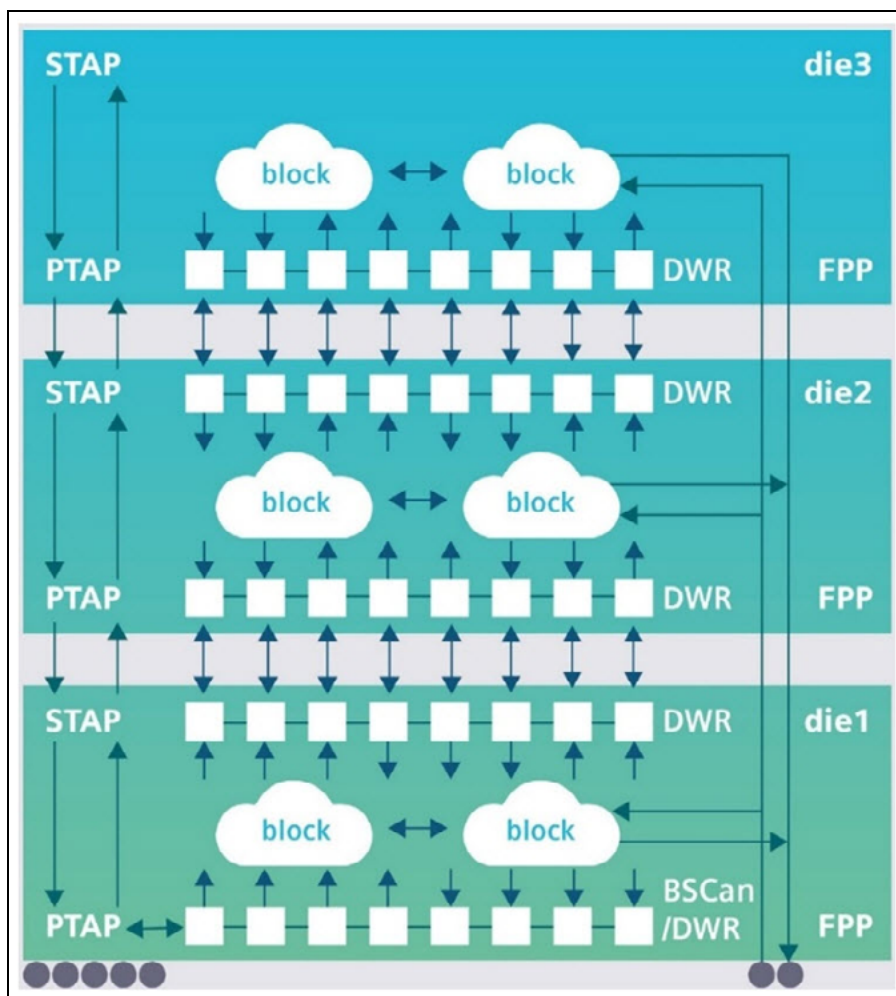 STAP die3
block block
PTAP DWR FPP
STAP DWR die2
block block
PTAP DWR FPP
STAP DWR die1
block block
BSCan
PTAP /DWR FPP